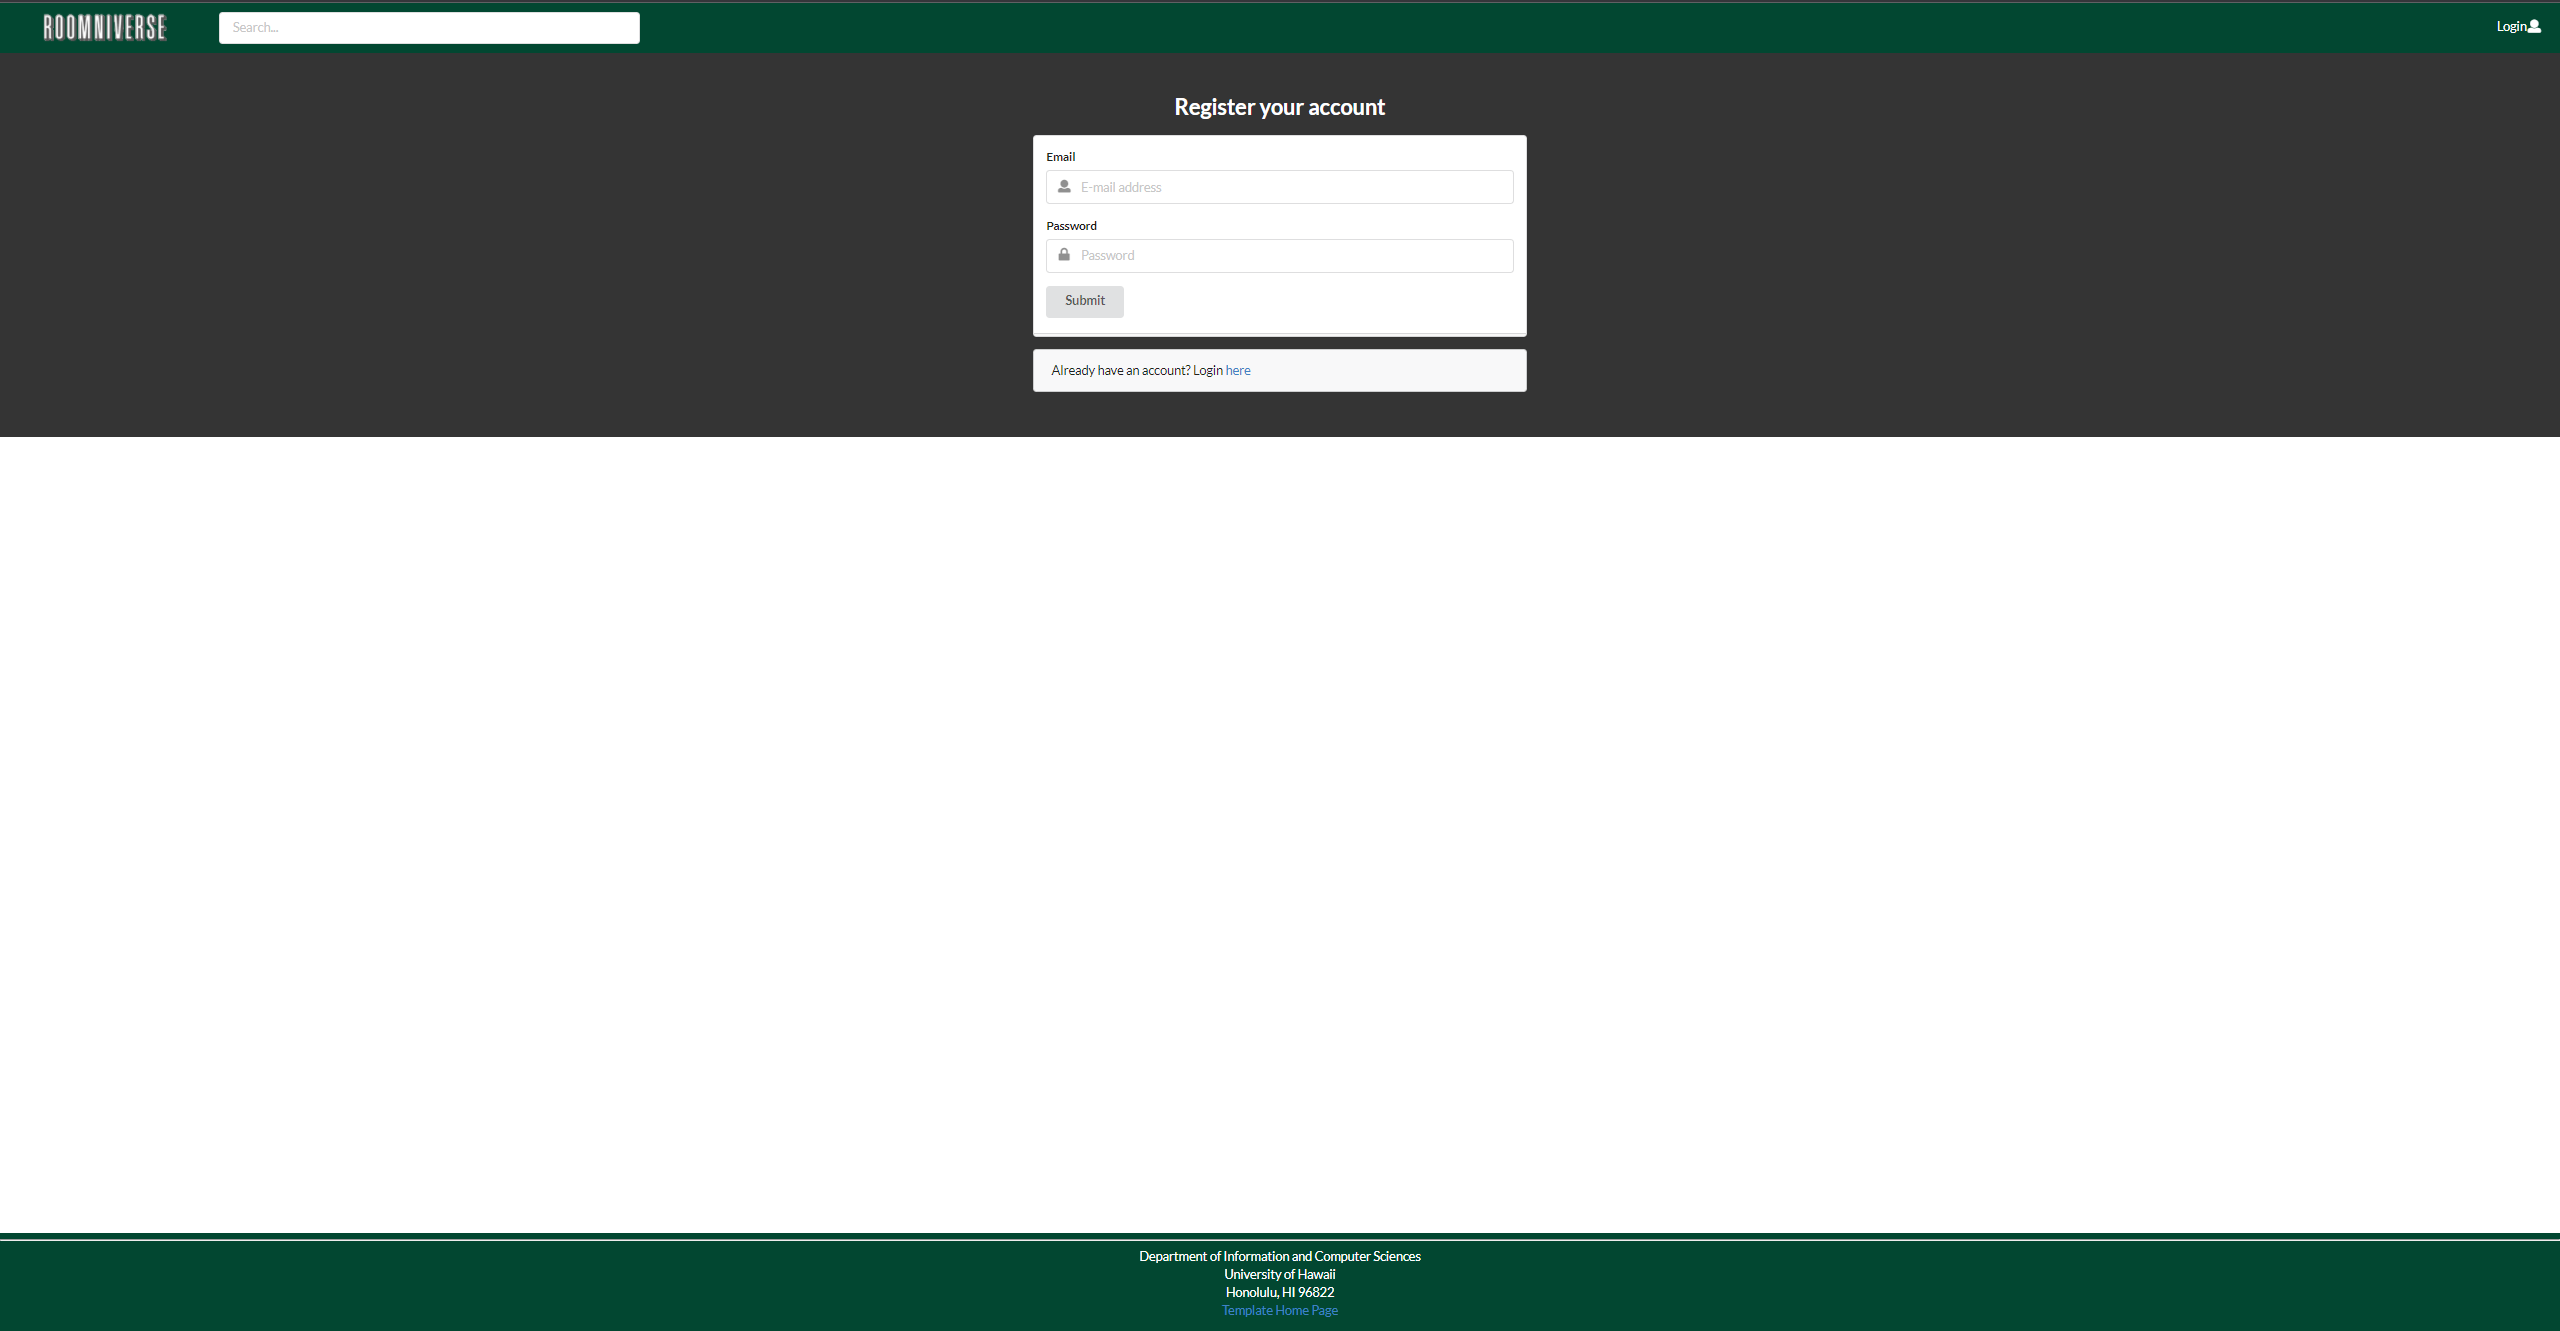 ROOMNIVERSE
Search...
Login
Register your account
Email
E-mail address
Password
Password
Submit
Already have an account? Login here
Department of Information and Computer Sciences
University of Hawaii
Honolulu, HI 96822
Template Home Page